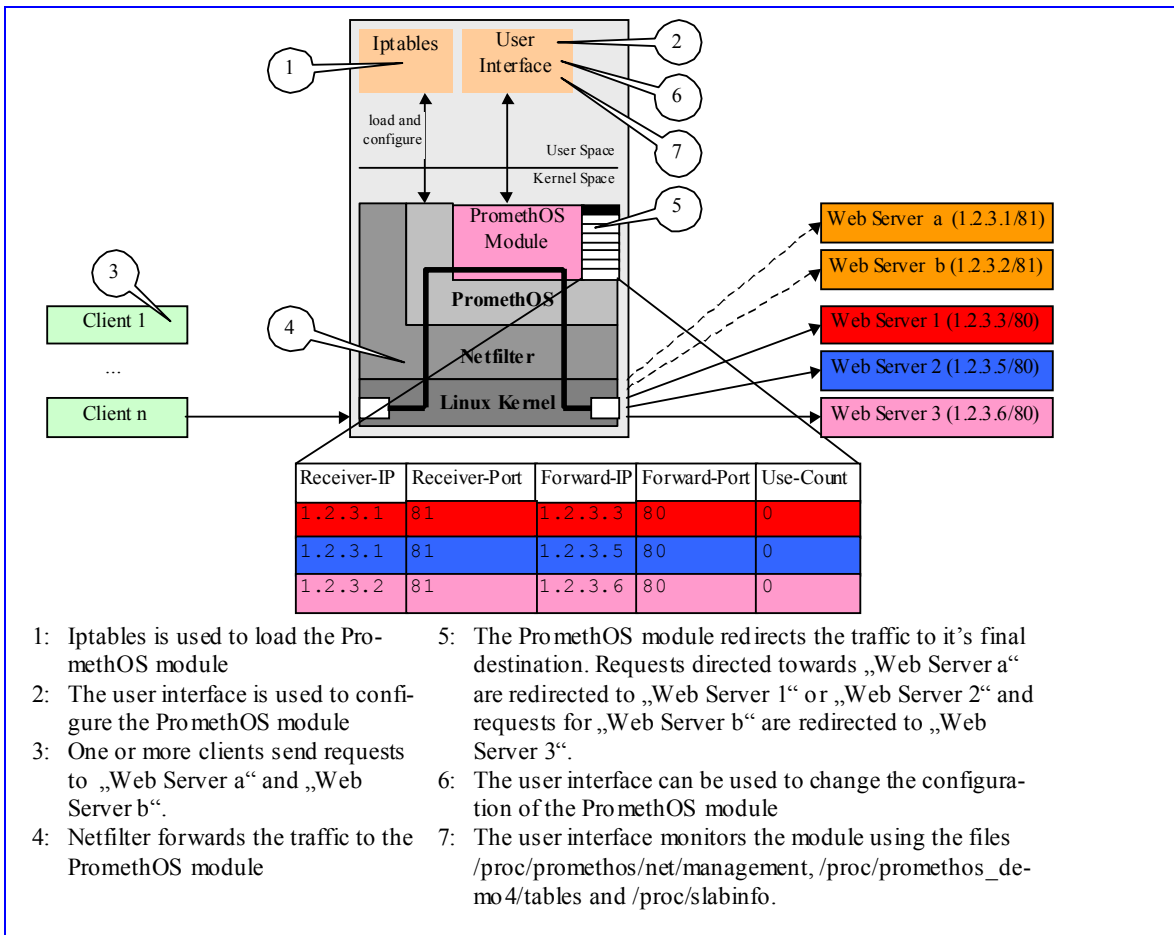 Iptables
User
Interface
1
2
6
7
load and
configure
User Space
Kernel Space
PromethOS
Module
5
3
4
Client 1
...
Client n
PromethOS
Netfilter
Linux Kernel
Web Server a (1.2.3.1/81)
Web Server b (1.2.3.2/81)
Web Server 1 (1.2.3.3/80)
Web Server 2 (1.2.3.5/80)
Web Server 3 (1.2.3.6/80)
Receiver-IP Receiver-Port Forward-IP Forward-Port Use-Count
1.2.3.1 81 1.2.3.3 80 0
1.2.3.1 81 1.2.3.5 80 0
1.2.3.2 81 1.2.3.6 80 0
1: Iptables is used to load the Pro-
methOS module
2: The user interface is used to confi-
gure the PromethOS module
3: One or more clients send requests
to „Web Server a“ and „Web
Server b“.
4: Netfilter forwards the traffic to the
PromethOS module
5: The PromethOS module redirects the traffic to it's final
destination. Requests directed towards „Web Server a“
are redirected to „Web Server 1“ or „Web Server 2“ and
requests for „Web Server b“ are redirected to „Web
Server 3“.
6: The user interface can be used to change the configura-
tion of the PromethOS module
7: The user interface monitors the module using the files
/proc/promethos/net/management, /proc/promethos_de-
mo4/tables and /proc/slabinfo.